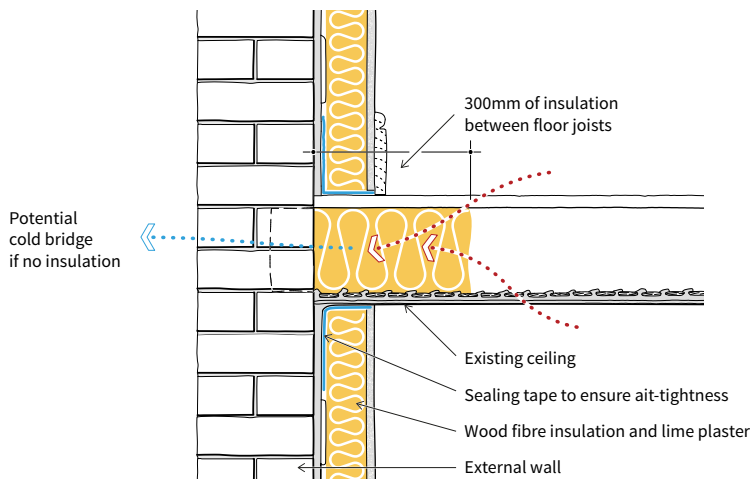 300mm of insulation
between floor joists
Potential
cold bridge
if no insulation
Existing ceiling
Sealing tape to ensure ait-tightness
Wood fibre insulation and lime plaster
External wall